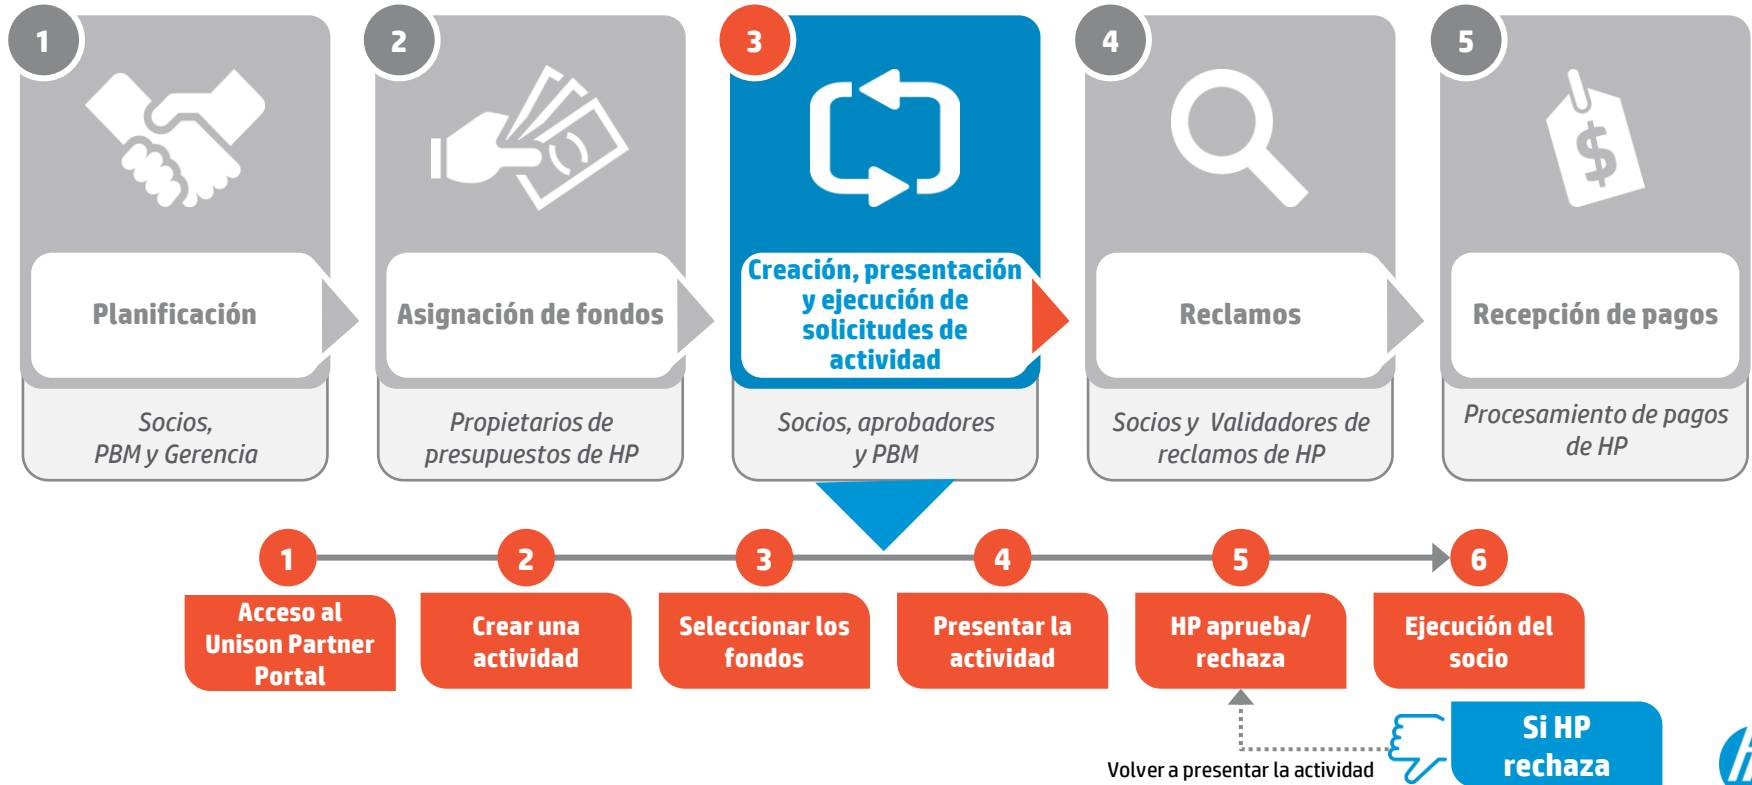 1
2
3
4
5
$
Planificación
Asignación de fondos
Creación, presentación
y ejecución de
solicitudes de
actividad
Reclamos
Recepción de pagos
Socios,
PBM y Gerencia
Propietarios de
presupuestos de HP
Socios, aprobadores
y PBM
Socios y Validadores de
reclamos de HP
Procesamiento de pagos
de HP
1
2
3
4
5
6
Acceso al
Unison Partner
Portal
Crear una
actividad
Seleccionar los
fondos
Presentar la
actividad
HP aprueba/
rechaza
Ejecución del
socio
Si HP
rechaza
Volver a presentar la actividad